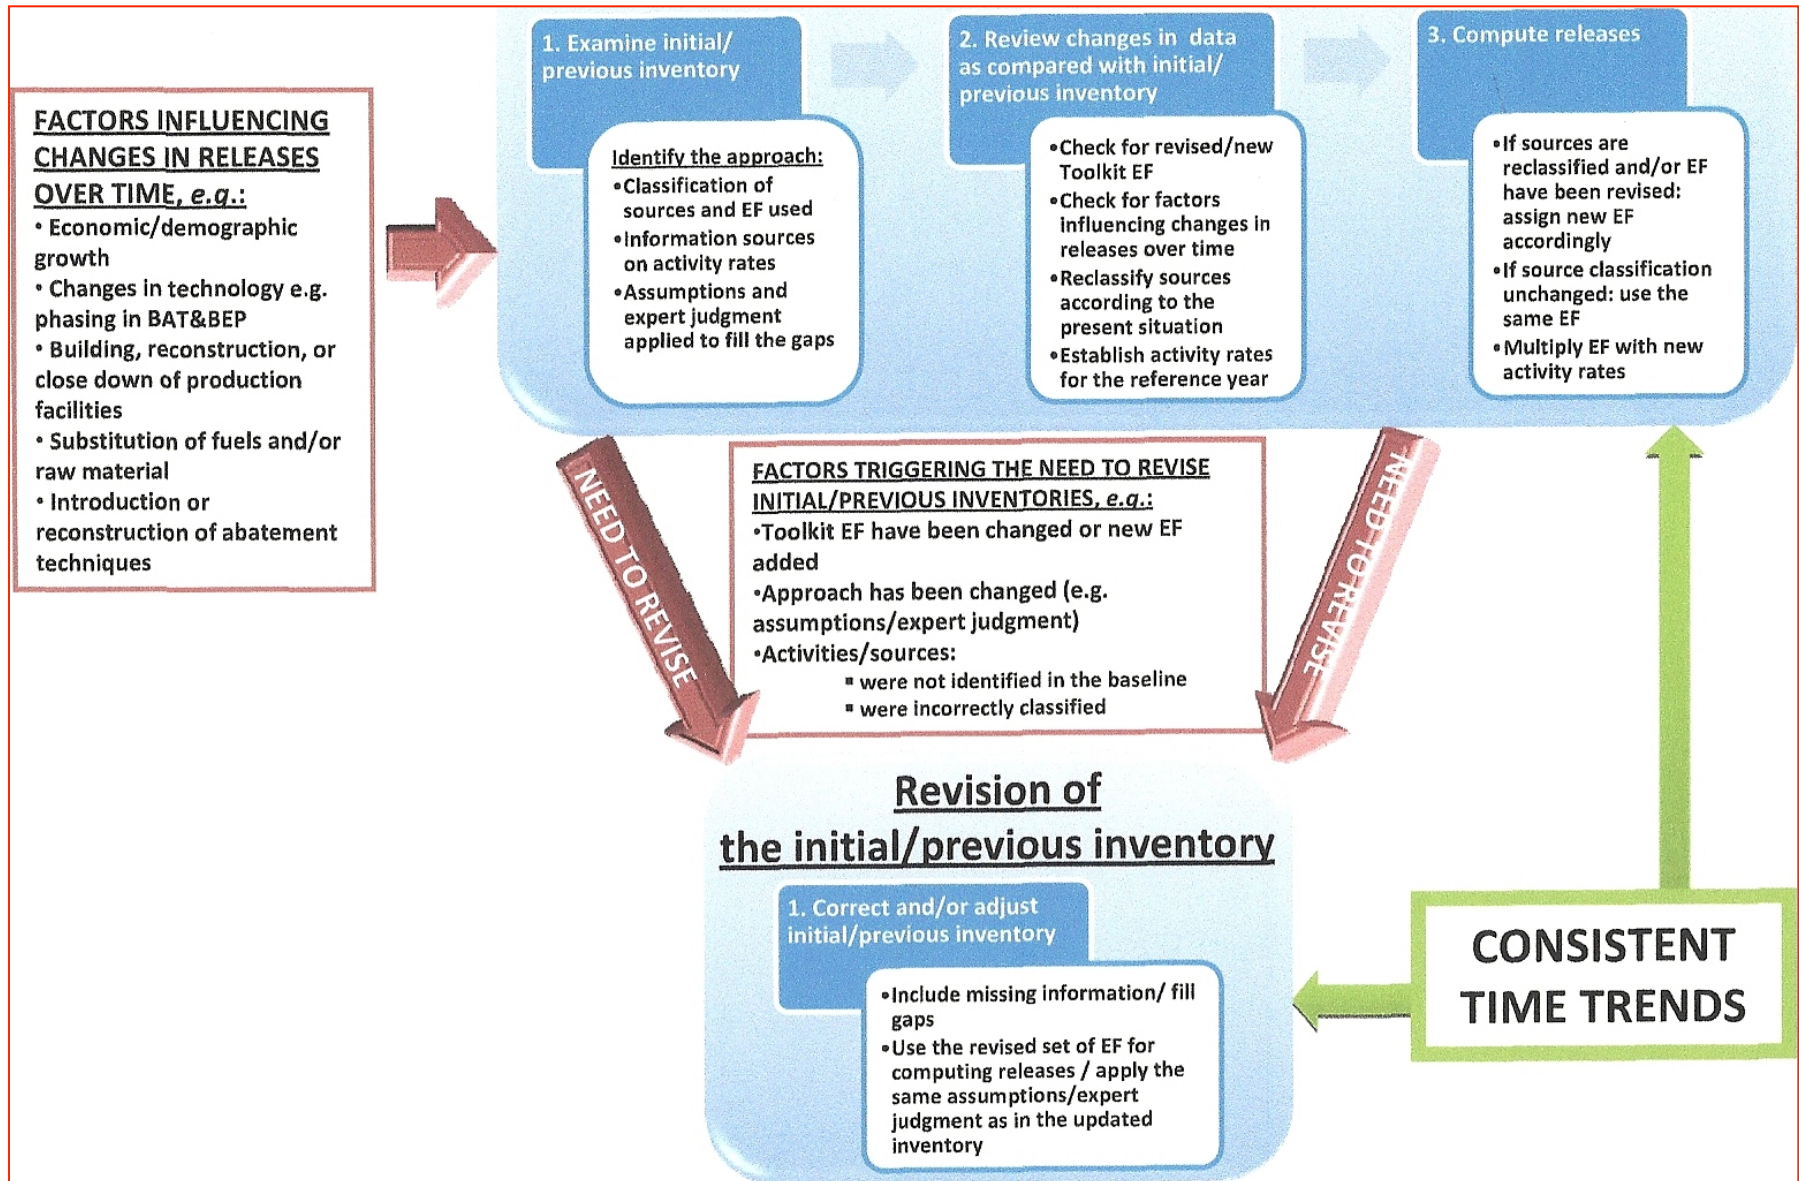 FACTORS INFLUENCING
CHANGES IN RELEASES
OVER TIME, e.g.:
• Economic/demographic
growth
• Changes in technology e.g.
phasing in BAT&BEP
• Building, reconstruction, or
close down of production
facilities
• Substitution of fuels and/or
raw material
• Introduction or
reconstruction of abatement
techniques
1. Examine initial/
previous inventory
Identify the approach:
•Classification of
sources and EF used
•Information sources
on activity rates
•Assumptions and
expert judgment
applied to fill the gaps
2. Review changes in data
as compared with initial/
previous inventory
•Check for revised/new
Toolkit EF
•Check for factors
influencing changes in
releases over time
•Reclassify sources
according to the
present situation
•Establish activity rates
for the reference year
3. Compute releases
•If sources are
reclassified and/or EF
have been revised:
assign new EF
accordingly
•If source classification
unchanged: use the
same EF
•Multiply EF with new
activity rates
NEED TO REVISE
FACTORS TRIGGERING THE NEED TO REVISE
INITIAL/PREVIOUS INVENTORIES, e.g.:
•Toolkit EF have been changed or new EF
added
•Approach has been changed (e.g.
assumptions/expert judgment)
•Activities/sources:
▪ were not identified in the baseline
▪ were incorrectly classified
NEED TO REVISE
Revision of
the initial/previous inventory
1. Correct and/or adjust
initial/previous inventory
•Include missing information/ fill
gaps
•Use the revised set of EF for
computing releases / apply the
same assumptions/expert
judgment as in the updated
inventory
CONSISTENT
TIME TRENDS